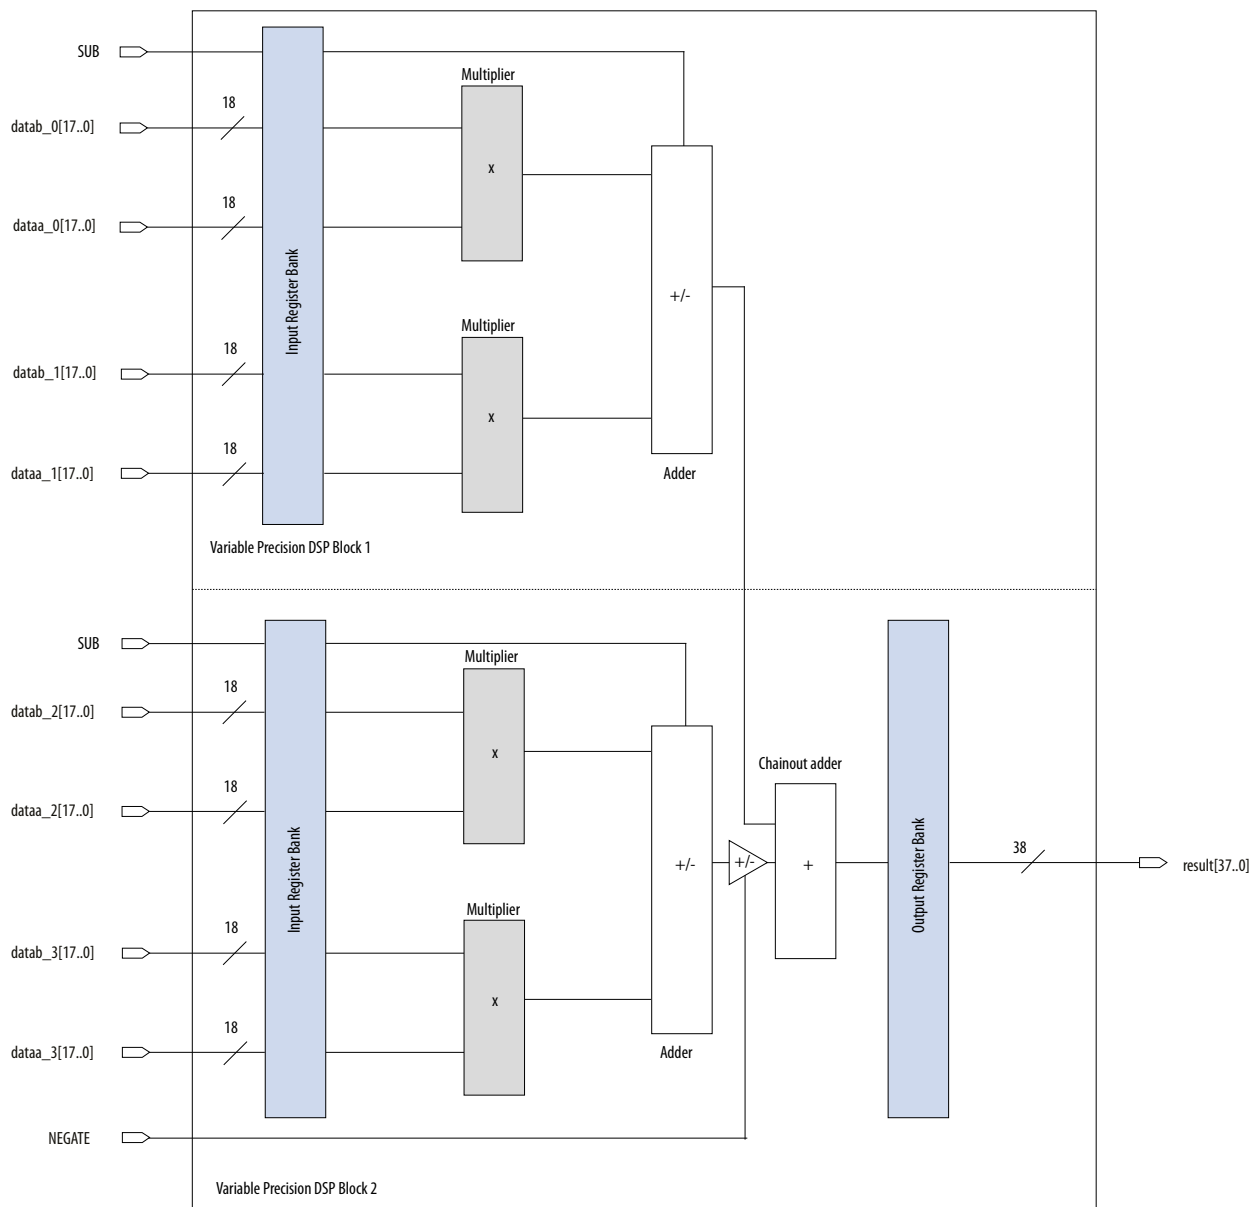 SUB
Multiplier
18
datab_0[17..0]
x
18
dataa_0[17..0]
Input Register Bank
+/-
Multiplier
18
datab_1[17..0]
x
18
dataa_1[17..0]
Adder
Variable Precision DSP Block 1
SUB
Multiplier
18
datab_2[17..0]
x
Chainout adder
18
dataa_2[17..0]
Input Register Bank
+/-
+/-
+
Output Register Bank
38
result[37..0]
Multiplier
18
datab_3[17..0]
x
18
dataa_3[17..0]
Adder
NEGATE
Variable Precision DSP Block 2